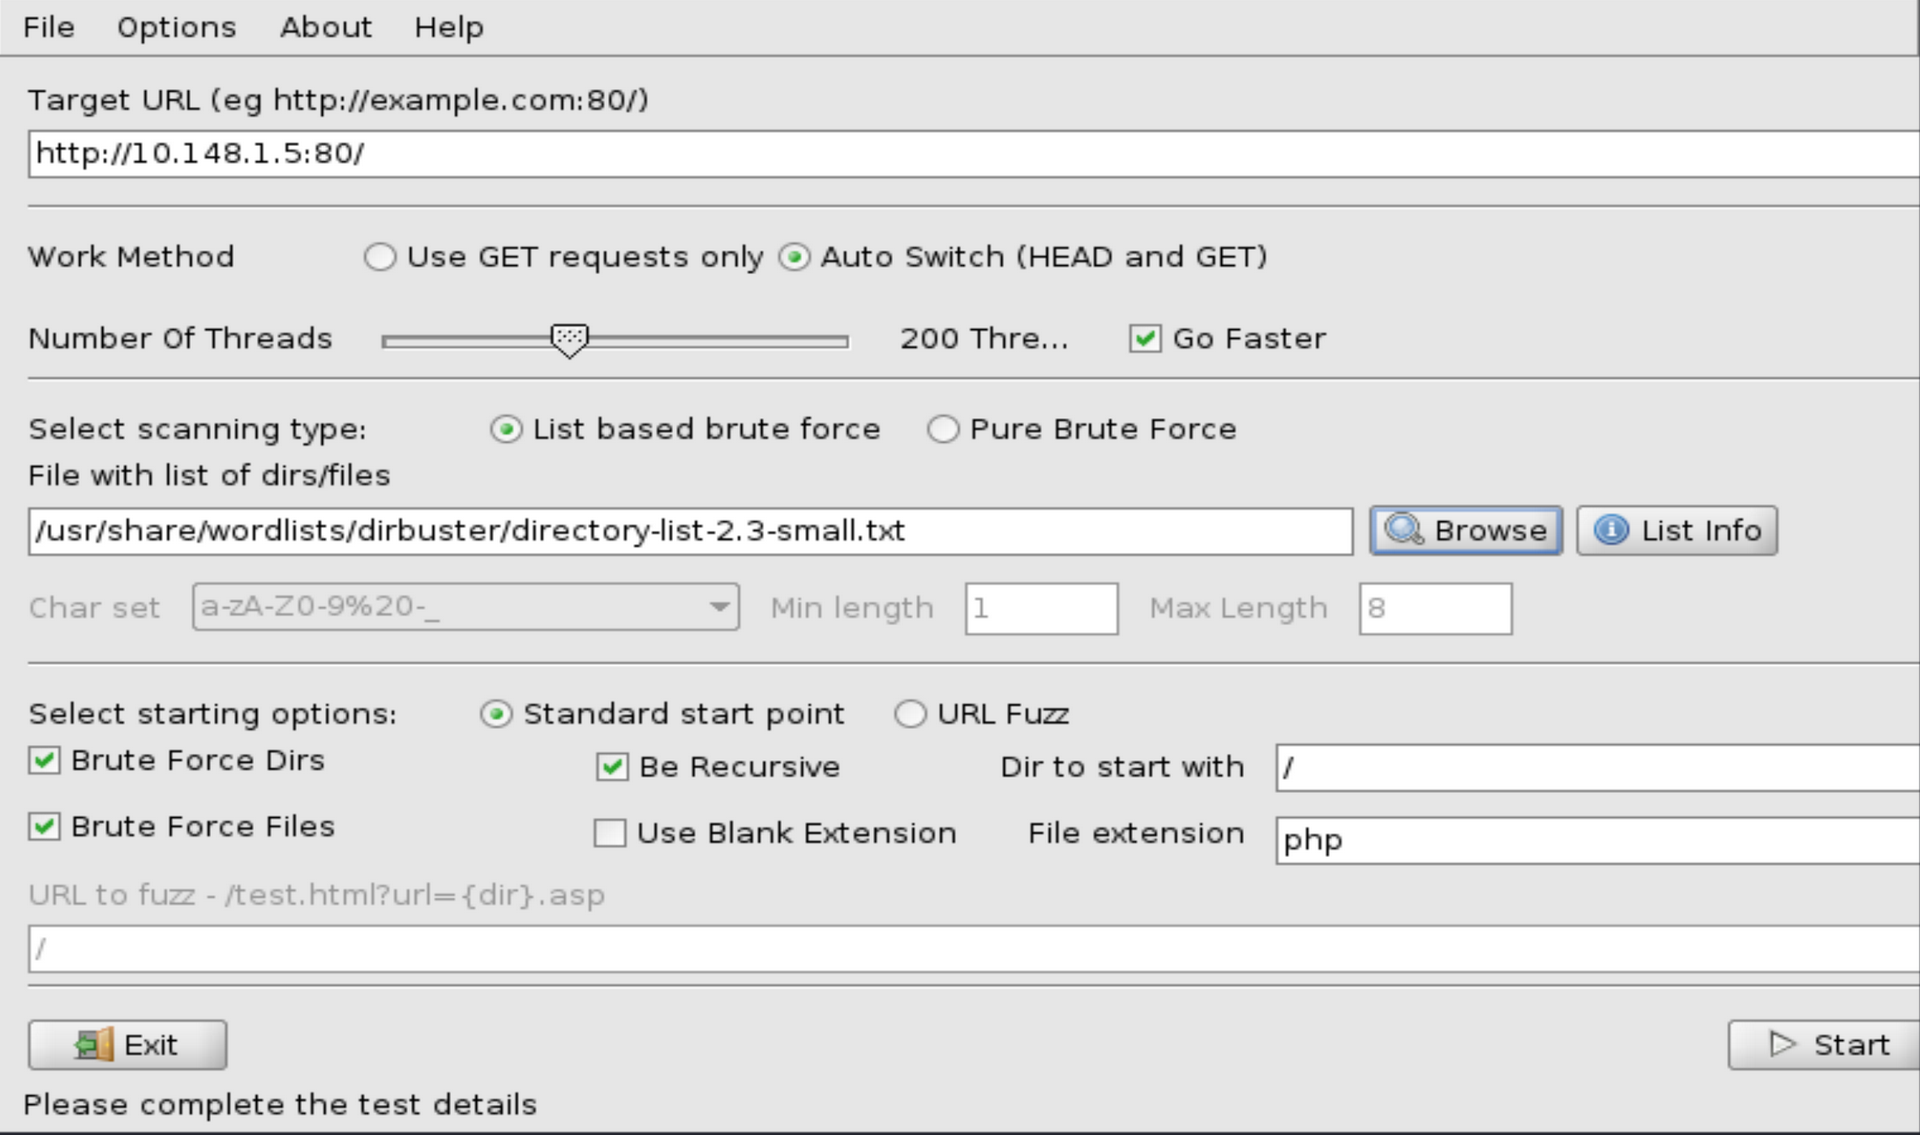 File Options About Help
Target URL (eg http://example.com:80/)
http://10.148.1.5:80/
Work Method Use GET requests only Auto Switch (HEAD and GET)
Number Of Threads 200 Thre... Go Faster
Select scanning type: List based brute force Pure Brute Force
File with list of dirs/files
/usr/share/wordlists/dirbuster/directory-list-2.3-small.txt Browse List Info
Char set a-zA-Z0-9%20-_ Min length 1 Max Length 8
Select starting options: Standard start point URL Fuzz
Brute Force Dirs Be Recursive Dir to start with /
Brute Force Files Use Blank Extension File extension php
URL to fuzz - /test.html?url={dir}.asp
/
Exit Start
Please complete the test details